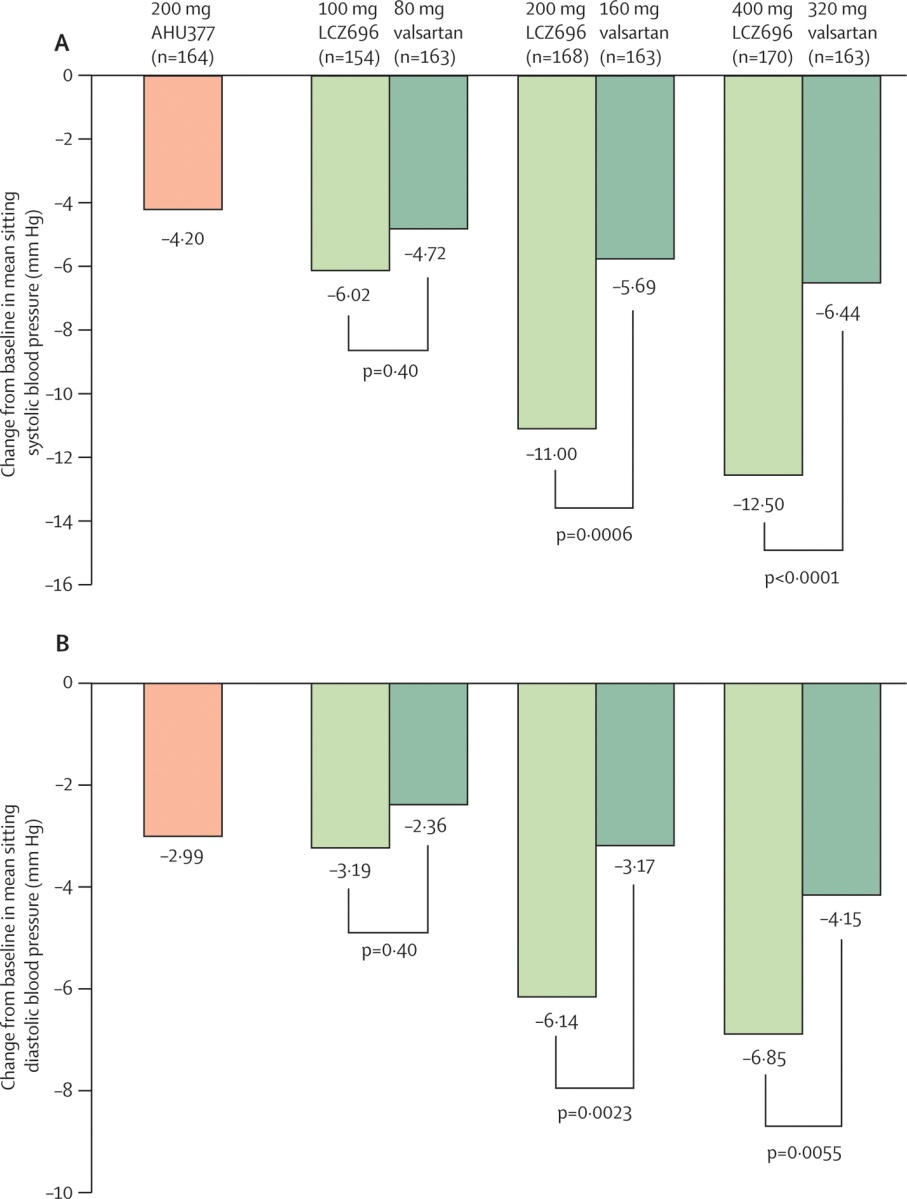 A
200 mg
AHU377
(n=164)
100 mg
LCZ696
(n=154)
80 mg
valsartan
(n=163)
200 mg
LCZ696
(n=168)
160 mg
valsartan
(n=163)
400 mg
LCZ696
(n=170)
320 mg
valsartan
(n=163)
Change from baseline in mean sitting
systolic blood pressure (mm Hg)
0
–2
–4
–6
–8
–10
–12
–14
–16
–4·20
–6·02
–4·72
p=0·40
–11·00
–5·69
p=0·0006
–12·50
–6·44
p<0·0001
B
Change from baseline in mean sitting
diastolic blood pressure (mm Hg)
0
–2
–4
–6
–8
–10
–2·99
–3·19
–2·36
p=0·40
–6·14
–3·17
p=0·0023
–6·85
–4·15
p=0·0055